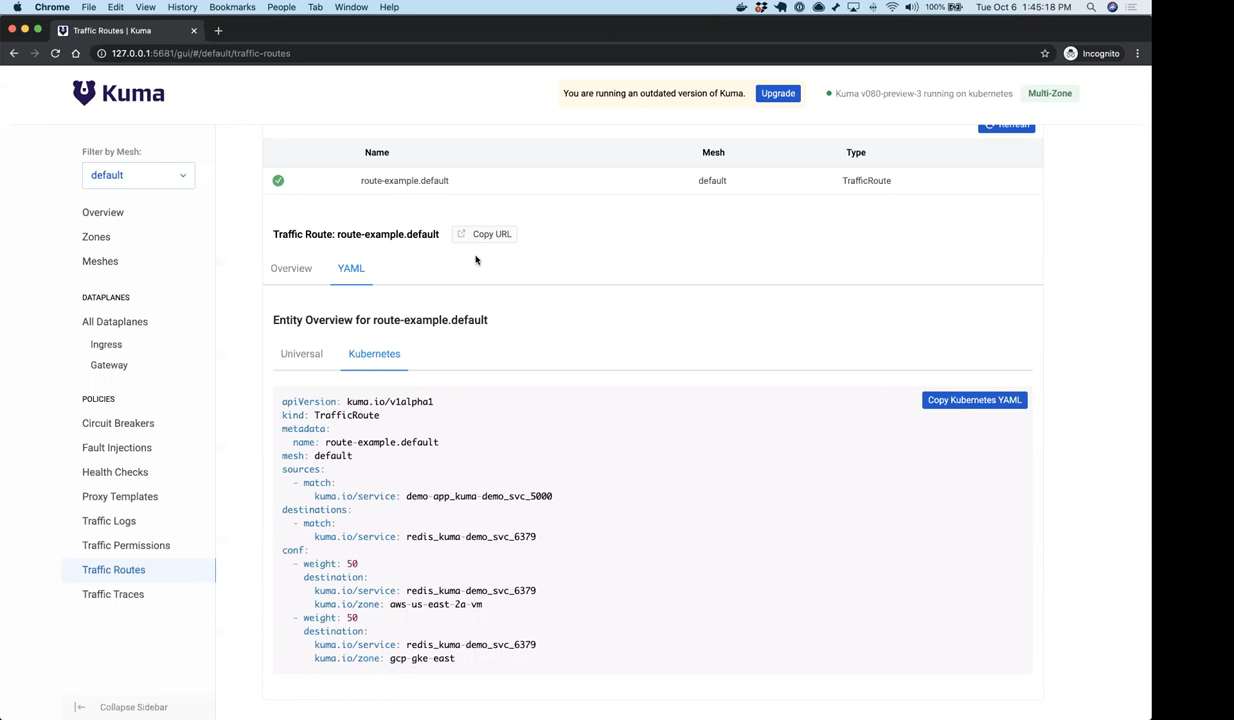 Chrome File Edit View History Bookmarks People Tab Window Help 100% Tue Oct 6 1:45:18 PM
Traffic Routes | Kuma
127.0.0.1:5681/gui/#/default/traffic-routes Incognito
Kuma You are running an outdated version of Kuma. Upgrade Kuma v080-preview-3 running on kubernetes Multi-Zone
Refresh
Filter by Mesh:
default
Overview
Zones
Meshes
DATAPLANES
All Dataplanes
Ingress
Gateway
POLICIES
Circuit Breakers
Fault Injections
Health Checks
Proxy Templates
Traffic Logs
Traffic Permissions
Traffic Routes
Traffic Traces
Collapse Sidebar
Name Mesh Type
route-example.default default TrafficRoute
Traffic Route: route-example.default Copy URL
Overview YAML
Entity Overview for route-example.default
Universal Kubernetes
Copy Kubernetes YAML
apiVersion: kuma.io/v1alpha1
kind: TrafficRoute
metadata:
name: route-example.default
mesh: default
sources:
- match:
kuma.io/service: demo-app_kuma-demo_svc_5000
destinations:
- match:
kuma.io/service: redis_kuma-demo_svc_6379
conf:
- weight: 50
destination:
kuma.io/service: redis_kuma-demo_svc_6379
kuma.io/zone: aws-us-east-2a-vm
- weight: 50
destination:
kuma.io/service: redis_kuma-demo_svc_6379
kuma.io/zone: gcp-gke-east